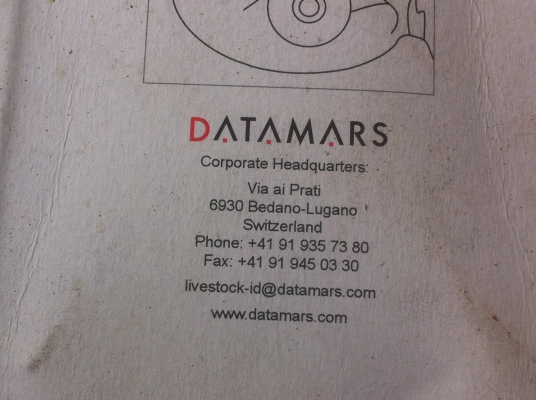 DATAMARS
Corporate Headquarters:
Via ai Prati
6930 Bedano-Lugano
Switzerland
Phone: +41 91 935 73 80
Fax: +41 91 945 03 30
livestock-id@datamars.com
www.datamars.com